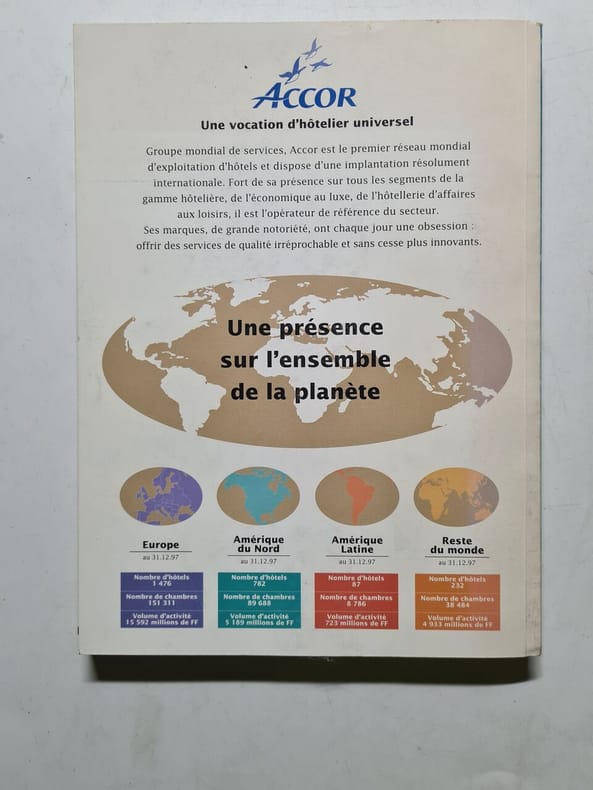 ACCOR
Une vocation d'hôtelier universel
Groupe mondial de services, Accor est le premier réseau mondial
d'exploitation d'hôtels et dispose d'une implantation résolument
internationale. Fort de sa présence sur tous les segments de la
gamme hôtelière, de l'économique au luxe, de l'hôtellerie d'affaires
aux loisirs, il est l'opérateur de référence du secteur.
Ses marques, de grande notoriété, ont chaque jour une obsession :
offrir des services de qualité irréprochable et sans cesse plus innovants.
Une présence
sur l'ensemble
de la planète
Europe
au 31.12.97
Nombre d'hôtels
1 476
Nombre de chambres
151 311
Volume d'activité
15 592 millions de FF
Amérique
du Nord
au 31.12.97
Nombre d'hôtels
782
Nombre de chambres
89 688
Volume d'activité
5 189 millions de FF
Amérique
Latine
au 31.12.97
Nombre d'hôtels
87
Nombre de chambres
8 786
Volume d'activité
723 millions de FF
Reste
du monde
au 31.12.97
Nombre d'hôtels
232
Nombre de chambres
38 484
Volume d'activité
4 933 millions de FF